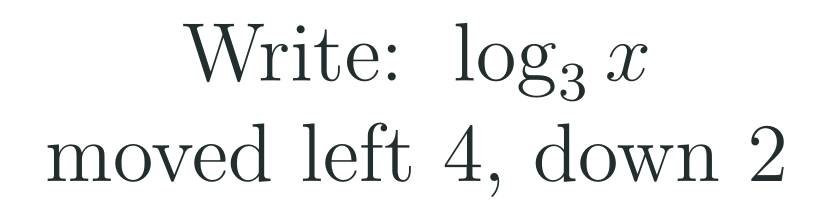 Write: log₃ x
moved left 4, down 2